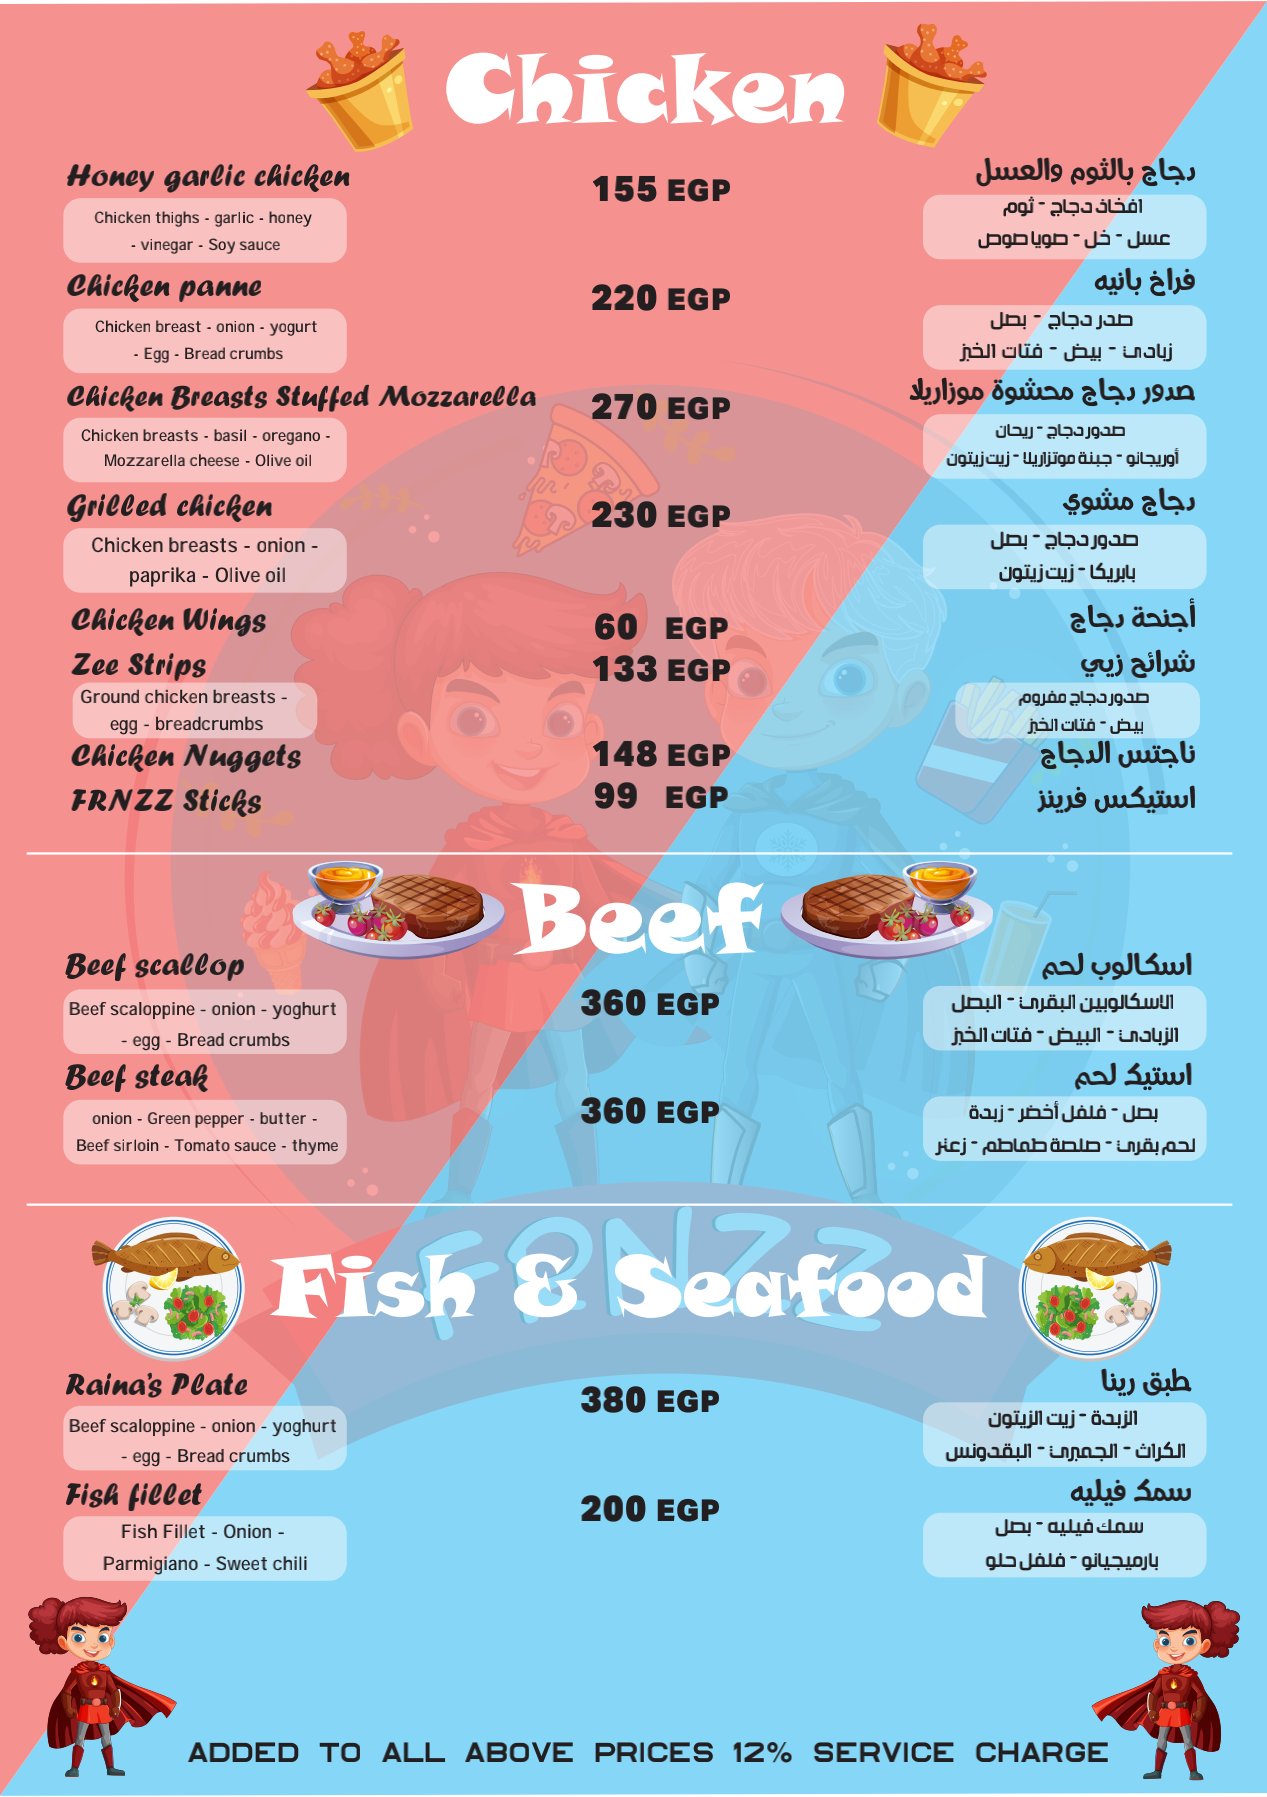 Chicken
Honey garlic chicken
155 EGP
دجاج بالثوم والعسل
Chicken thighs - garlic - honey
- vinegar - Soy sauce
افخاذ دجاج - ثوم
عسل - خل - صويا صوص
Chicken panne
220 EGP
فراخ بانيه
Chicken breast - onion - yogurt
- Egg - Bread crumbs
صدر دجاج - بصل
زبادى - بيض - فتات الخبز
Chicken Breasts Stuffed Mozzarella
270 EGP
صدور دجاج محشوة موزاريلا
Chicken breasts - basil - oregano -
Mozzarella cheese - Olive oil
صدور دجاج - ريحان
أوريجانو - جبنة موتزاريلا - زيت زيتون
Grilled chicken
230 EGP
دجاج مشوي
Chicken breasts - onion -
paprika - Olive oil
صدور دجاج - بصل
بابريكا - زيت زيتون
Chicken Wings
60 EGP
أجنحة دجاج
Zee Strips
133 EGP
شرائح زيي
Ground chicken breasts -
egg - breadcrumbs
صدور دجاج مفروم
بيض - فتات الخبز
Chicken Nuggets
148 EGP
ناجتس الدجاج
FRNZZ Sticks
99 EGP
استيكس فرينز
Beef
Beef scallop
360 EGP
اسكالوب لحم
Beef scaloppine - onion - yoghurt
- egg - Bread crumbs
الاسكالوبين البقرى - البصل
الزبادى - البيض - فتات الخبز
Beef steak
360 EGP
استيك لحم
onion - Green pepper - butter -
Beef sirloin - Tomato sauce - thyme
بصل - فلفل أخضر - زبدة
لحم بقرى - صلصة طماطم - زعتر
FRNZZ
Fish & Seafood
Raina's Plate
380 EGP
طبق رينا
Beef scaloppine - onion - yoghurt
- egg - Bread crumbs
الزبدة - زيت الزيتون
الكراث - الجمبرى - البقدونس
Fish fillet
200 EGP
سمك فيليه
Fish Fillet - Onion -
Parmigiano - Sweet chili
سمك فيليه - بصل
بارميجيانو - فلفل حلو
ADDED TO ALL ABOVE PRICES 12% SERVICE CHARGE